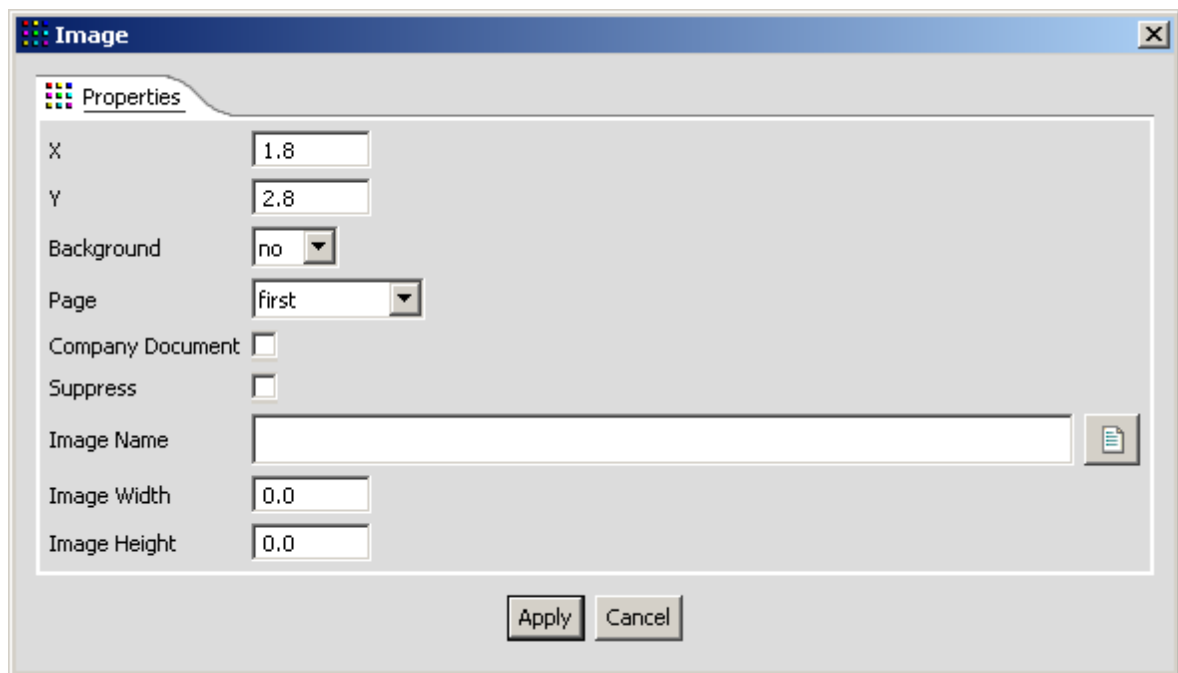 Image
Properties
X 1.8
Y 2.8
Background no
Page first
Company Document
Suppress
Image Name
Image Width 0.0
Image Height 0.0
Apply Cancel